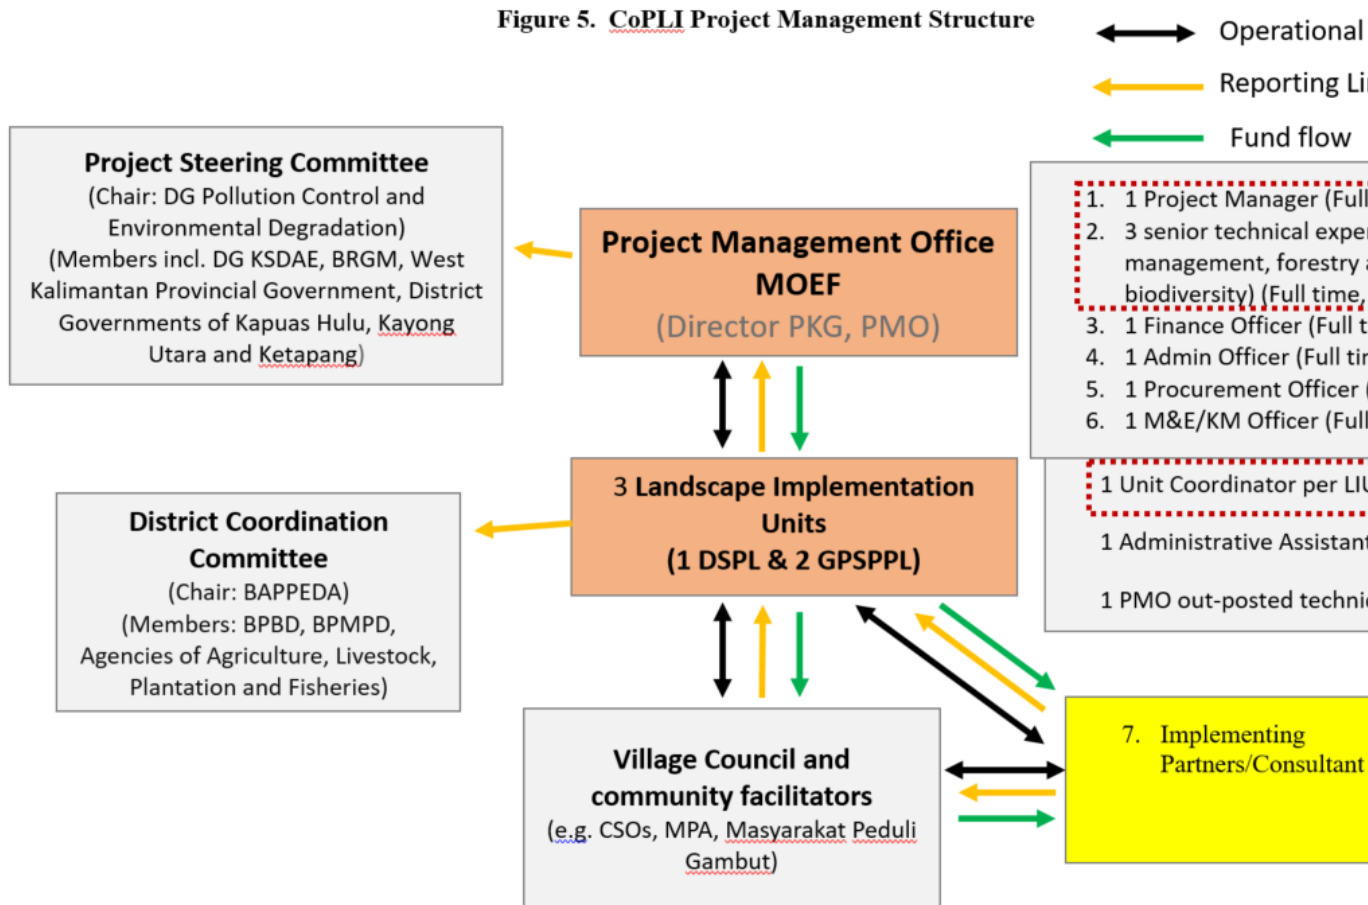 Figure 5. CoPLI Project Management Structure
Operational
Reporting
Fund flow
Project Steering Committee
(Chair: DG Pollution Control and
Environmental Degradation)
(Members incl. DG KSDAE, BRGM, West
Kalimantan Provincial Government, District
Governments of Kapuas Hulu, Kayong
Utara and Ketapang)
Project Management Office
MOEF
(Director PKG, PMO)
1. 1 Project Manager (Full
2. 3 senior technical
management, forestry
biodiversity) (Full time,
3. 1 Finance Officer (Full
4. 1 Admin Officer (Full
5. 1 Procurement Officer (
6. 1 M&E/KM Officer (Full
3 Landscape Implementation
Units
(1 DSPL & 2 GPSPPL)
1 Unit Coordinator per LIU
1 Administrative Assistant
1 PMO out-posted
District Coordination
Committee
(Chair: BAPPEDA)
(Members: BPBD, BPMPD,
Agencies of Agriculture, Livestock,
Plantation and Fisheries)
Village Council and
community facilitators
(e.g. CSOs, MPA, Masyarakat Peduli
Gambut)
7. Implementing
Partners/Consultant